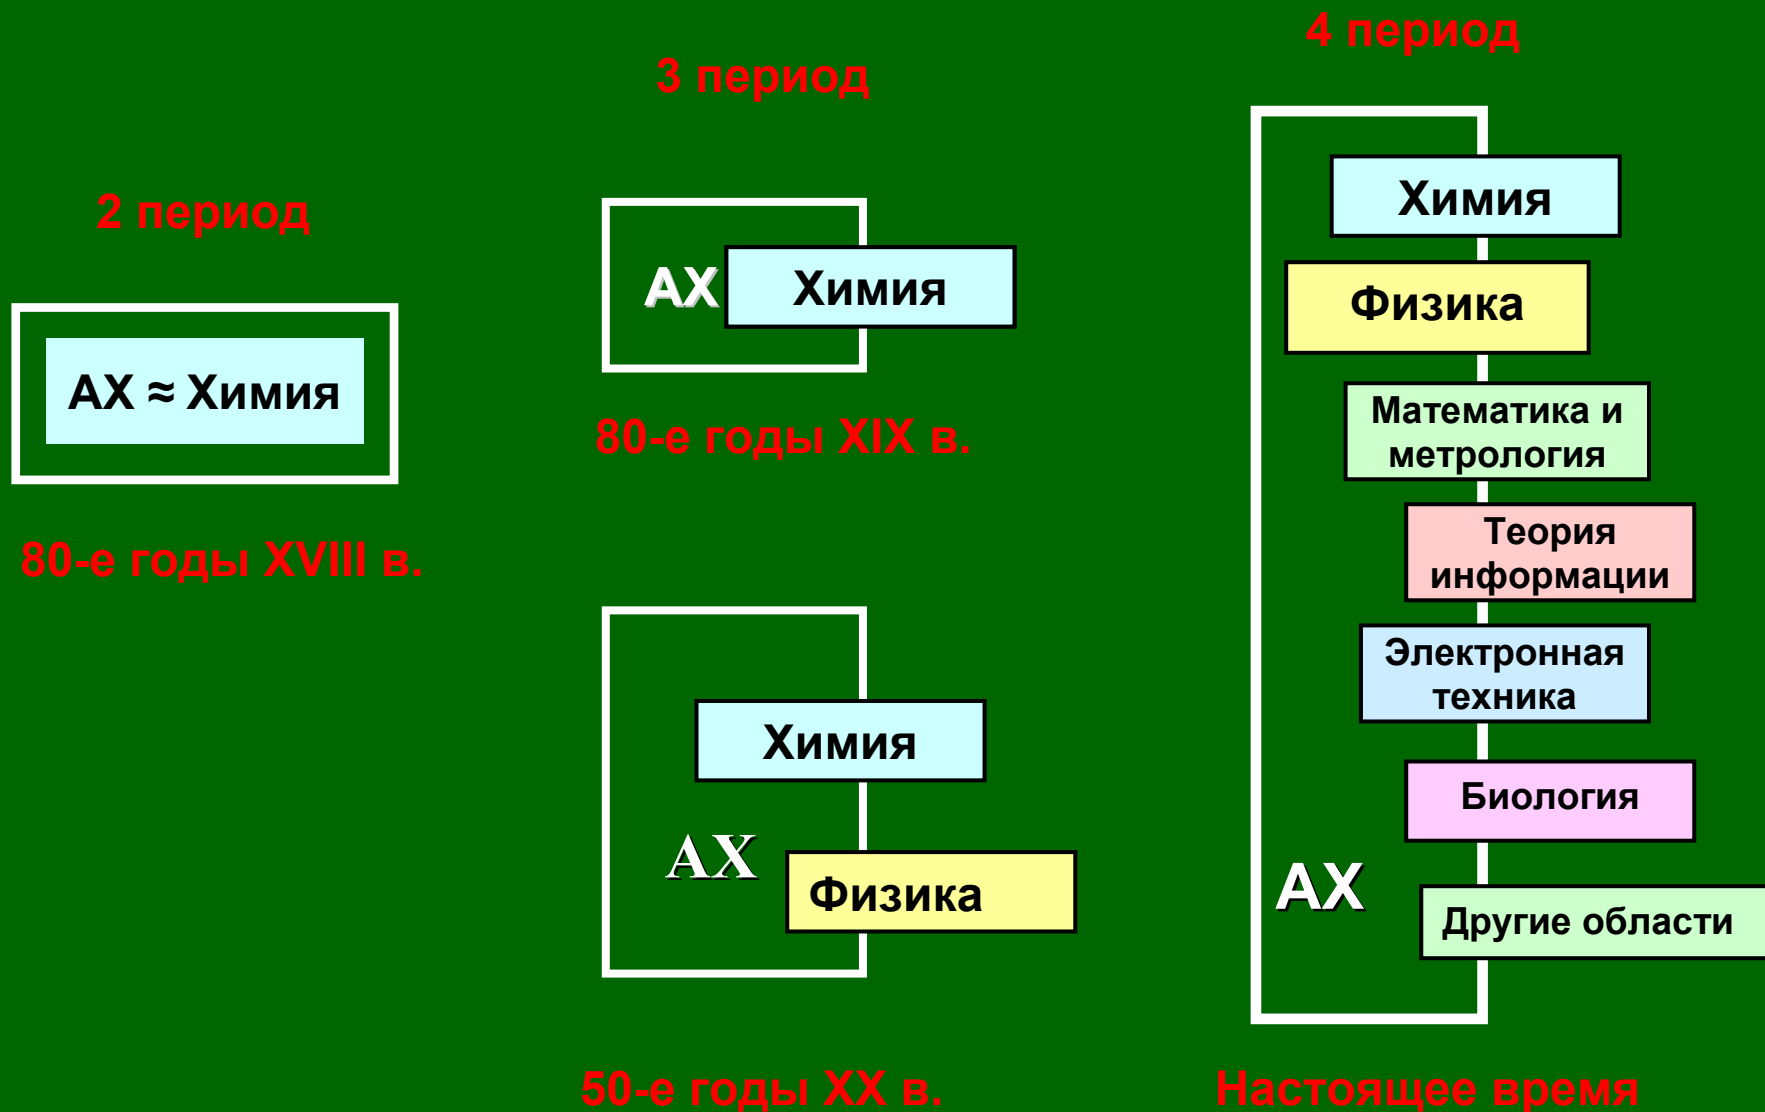 2 период
АХ ≈ Химия
80-е годы XVIII в.
3 период
АХ
Химия
80-е годы XIX в.
Химия
АХ
Физика
50-е годы XX в.
4 период
Химия
Физика
Математика и
метрология
Теория
информации
Электронная
техника
Биология
АХ
Другие области
Настоящее время